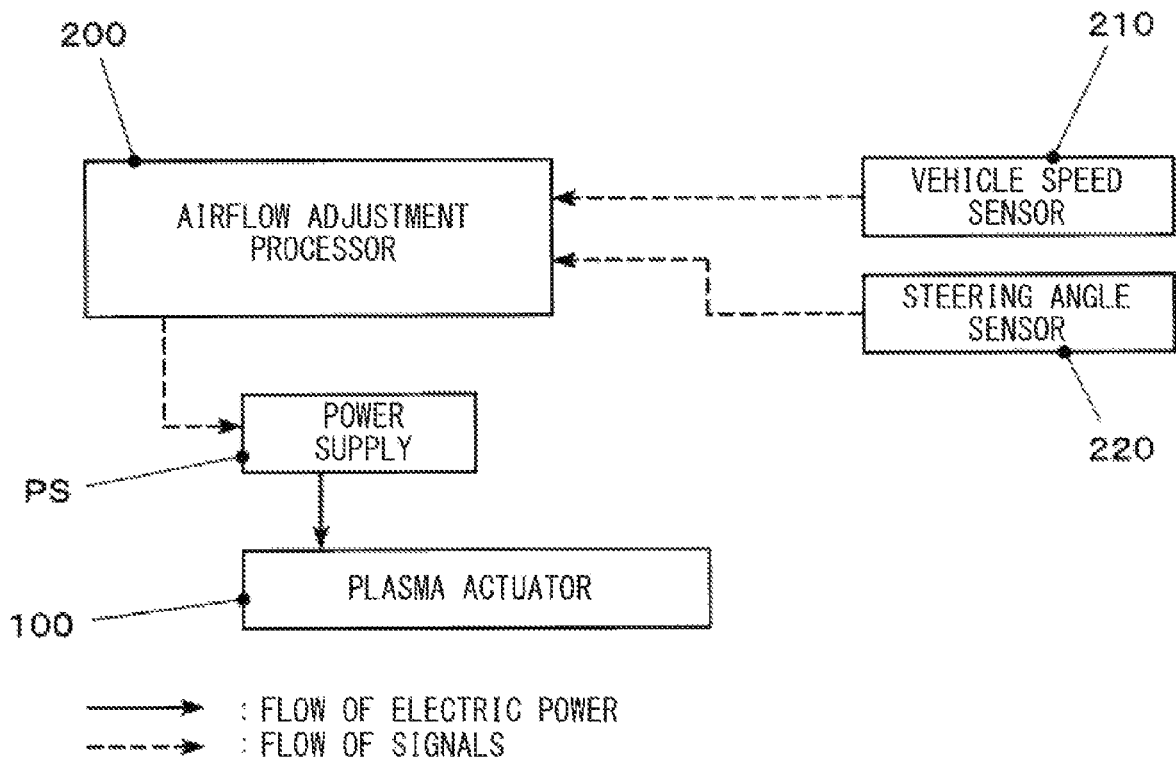 200
210
AIRFLOW ADJUSTMENT
PROCESSOR
VEHICLE SPEED
SENSOR
STEERING ANGLE
SENSOR
POWER
SUPPLY
PS
220
PLASMA ACTUATOR
100
: FLOW OF ELECTRIC POWER
: FLOW OF SIGNALS